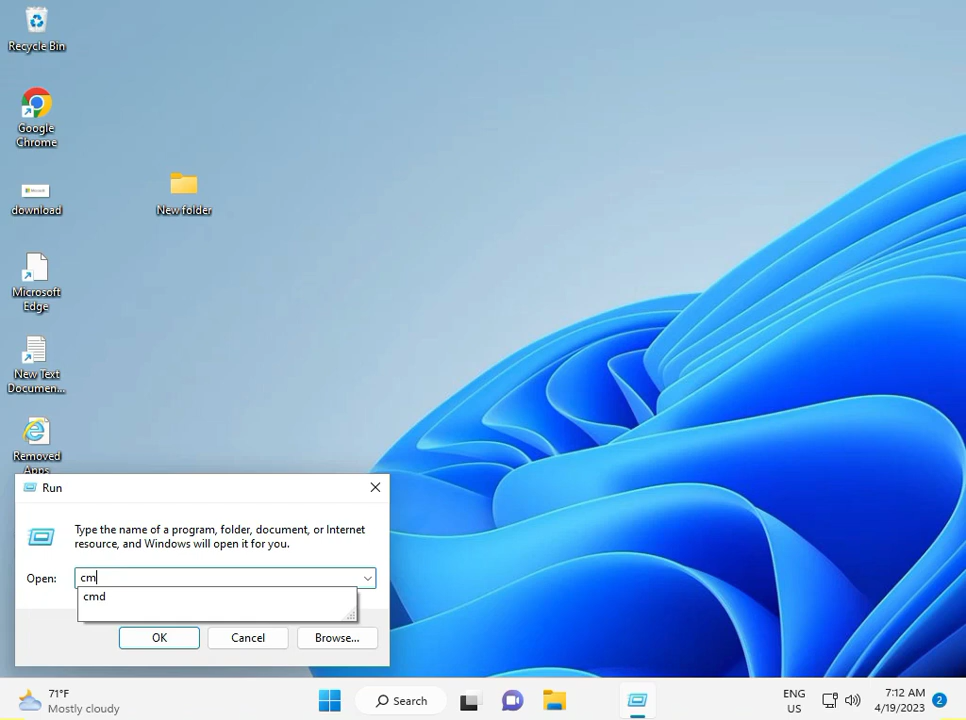 Recycle Bin
Google
Chrome
download
New folder
Microsoft
Edge
New Text
Documen...
Removed
Apps
Run
Type the name of a program, folder, document, or Internet
resource, and Windows will open it for you.
Open:
cm
cmd
OK
Cancel
Browse...
71°F
Mostly cloudy
Search
ENG
US
7:12 AM
4/19/2023
2